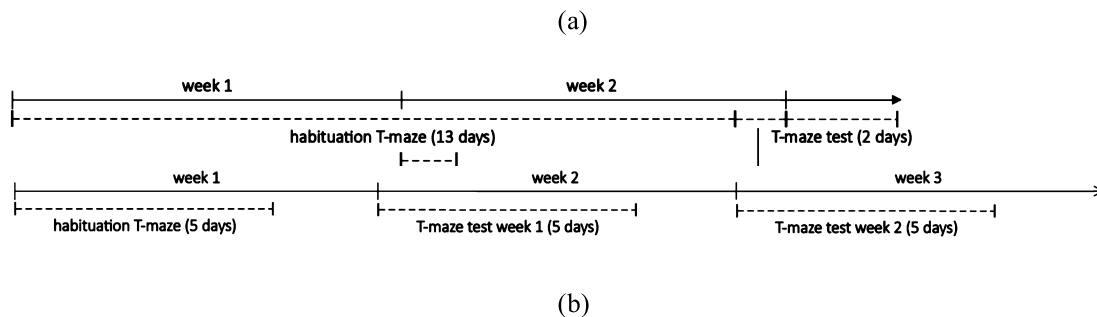 (a)
week 1 week 2
habituation T-maze (13 days) T-maze test (2 days)
week 1 week 2 week 3
habituation T-maze (5 days) T-maze test week 1 (5 days) T-maze test week 2 (5 days)
(b)